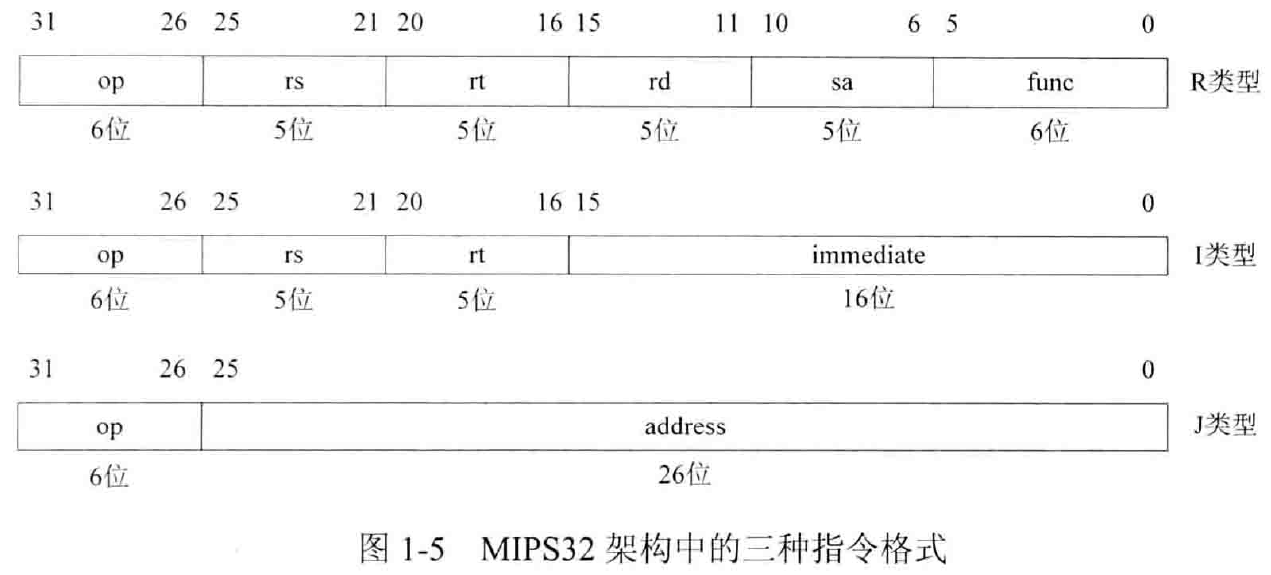 31 26 25 21 20 16 15 11 10 6 5 0
op rs rt rd sa func R类型
6位 5位 5位 5位 5位 6位
31 26 25 21 20 16 15 0
op rs rt immediate I类型
6位 5位 5位 16位
31 26 25 0
op address J类型
6位 26位
图 1-5 MIPS32 架构中的三种指令格式